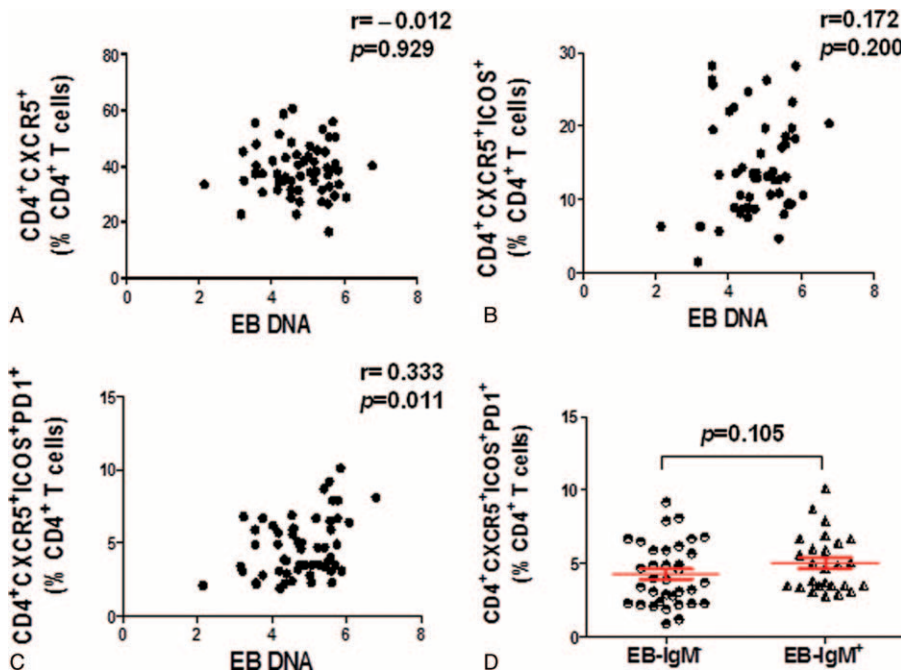 r= −0.012
p=0.929
CD4⁺CXCR5⁺
(% CD4⁺ T cells)
80
60
40
20
0
0 2 4 6 8
A
EB DNA
r=0.172
p=0.200
CD4⁺CXCR5⁺ICOS⁺
(% CD4⁺ T cells)
30
20
10
0
0 2 4 6 8
B
EB DNA
r= 0.333
p=0.011
CD4⁺CXCR5⁺ICOS⁺PD1⁺
(% CD4⁺ T cells)
15
10
5
0
0 2 4 6 8
C
EB DNA
p=0.105
CD4⁺CXCR5⁺ICOS⁺PD1⁺
(% CD4⁺ T cells)
15
10
5
0
D
EB-IgM⁻ EB-IgM⁺